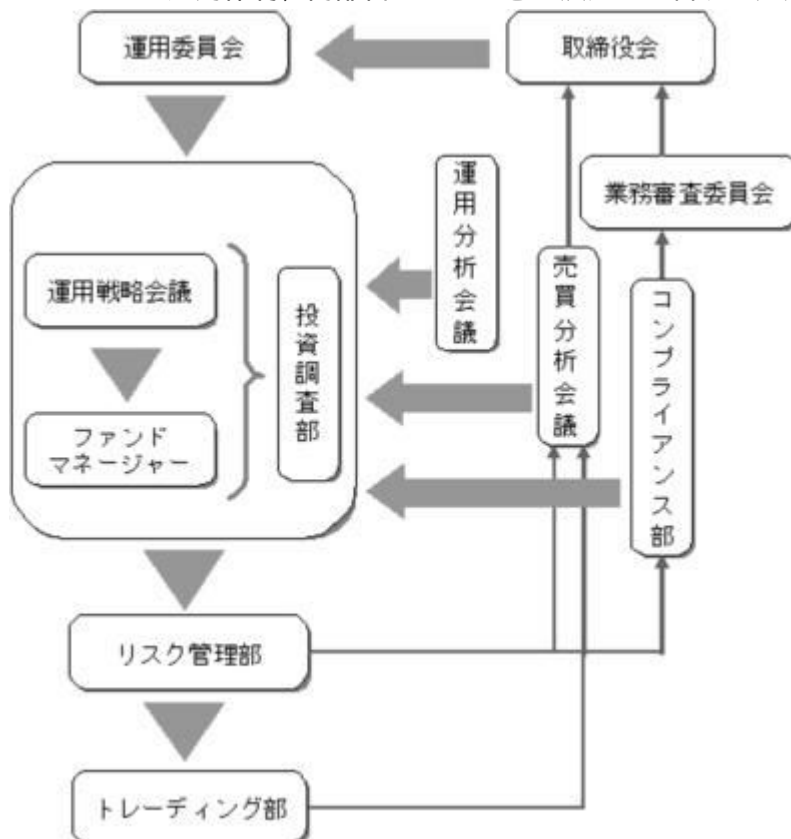 運用委員会
取締役会
業務審査委員会
運用分析会議
売買分析会議
コンプライアンス部
運用戦略会議
投資調査部
ファンド
マネージャー
リスク管理部
トレーディング部